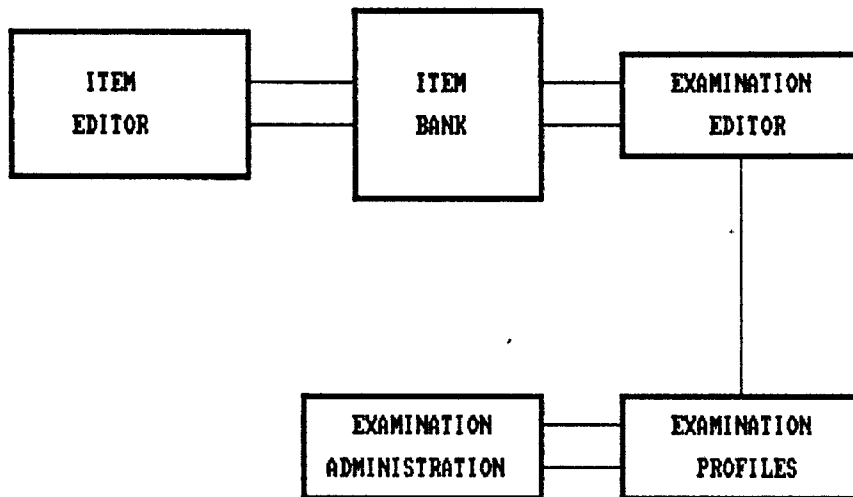 ITEM
EDITOR
ITEM
BANK
EXAMINATION
EDITOR
EXAMINATION
ADMINISTRATION
EXAMINATION
PROFILES